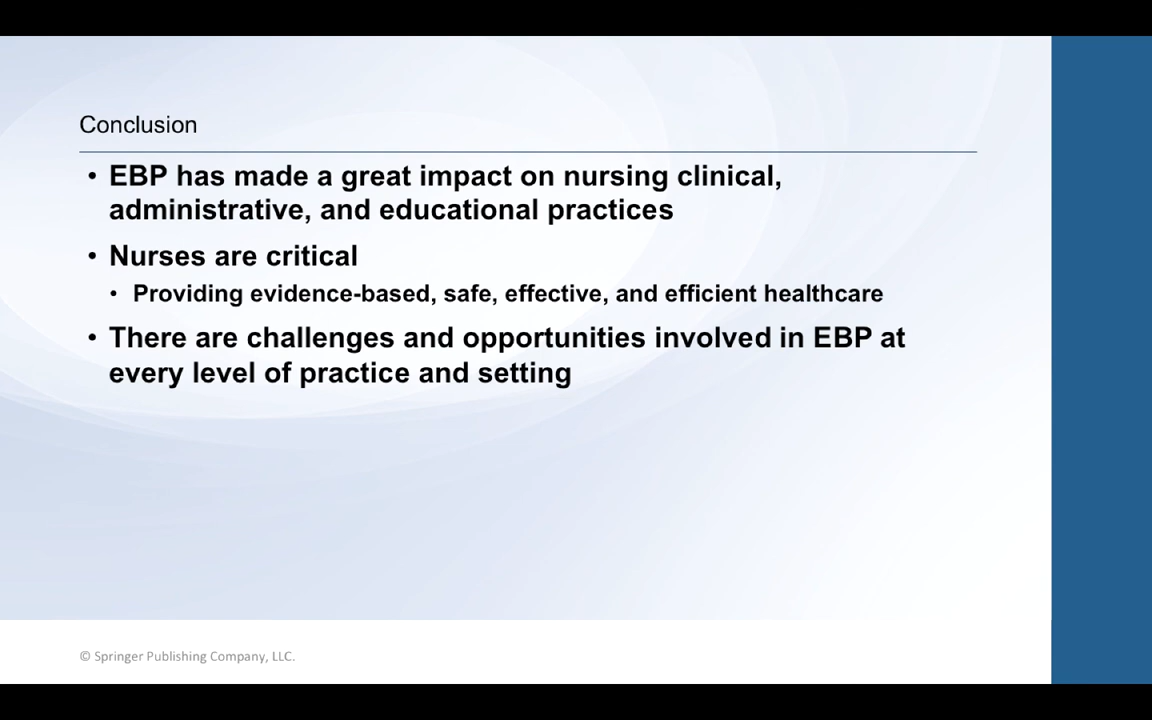 Conclusion
• EBP has made a great impact on nursing clinical,
administrative, and educational practices
• Nurses are critical
• Providing evidence-based, safe, effective, and efficient healthcare
• There are challenges and opportunities involved in EBP at
every level of practice and setting
© Springer Publishing Company, LLC.